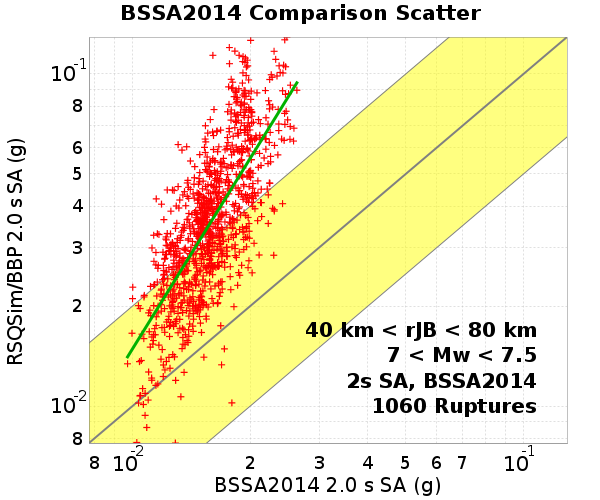 BSSA2014 Comparison Scatter
RSQSim/BBP 2.0 s SA (g)
10-1
8
6
5
4
3
2
10-2
8
40 km < rJB < 80 km
7 < Mw < 7.5
2s SA, BSSA2014
1060 Ruptures
8 10-2 2 3 4 5 6 7 10-1
BSSA2014 2.0 s SA (g)